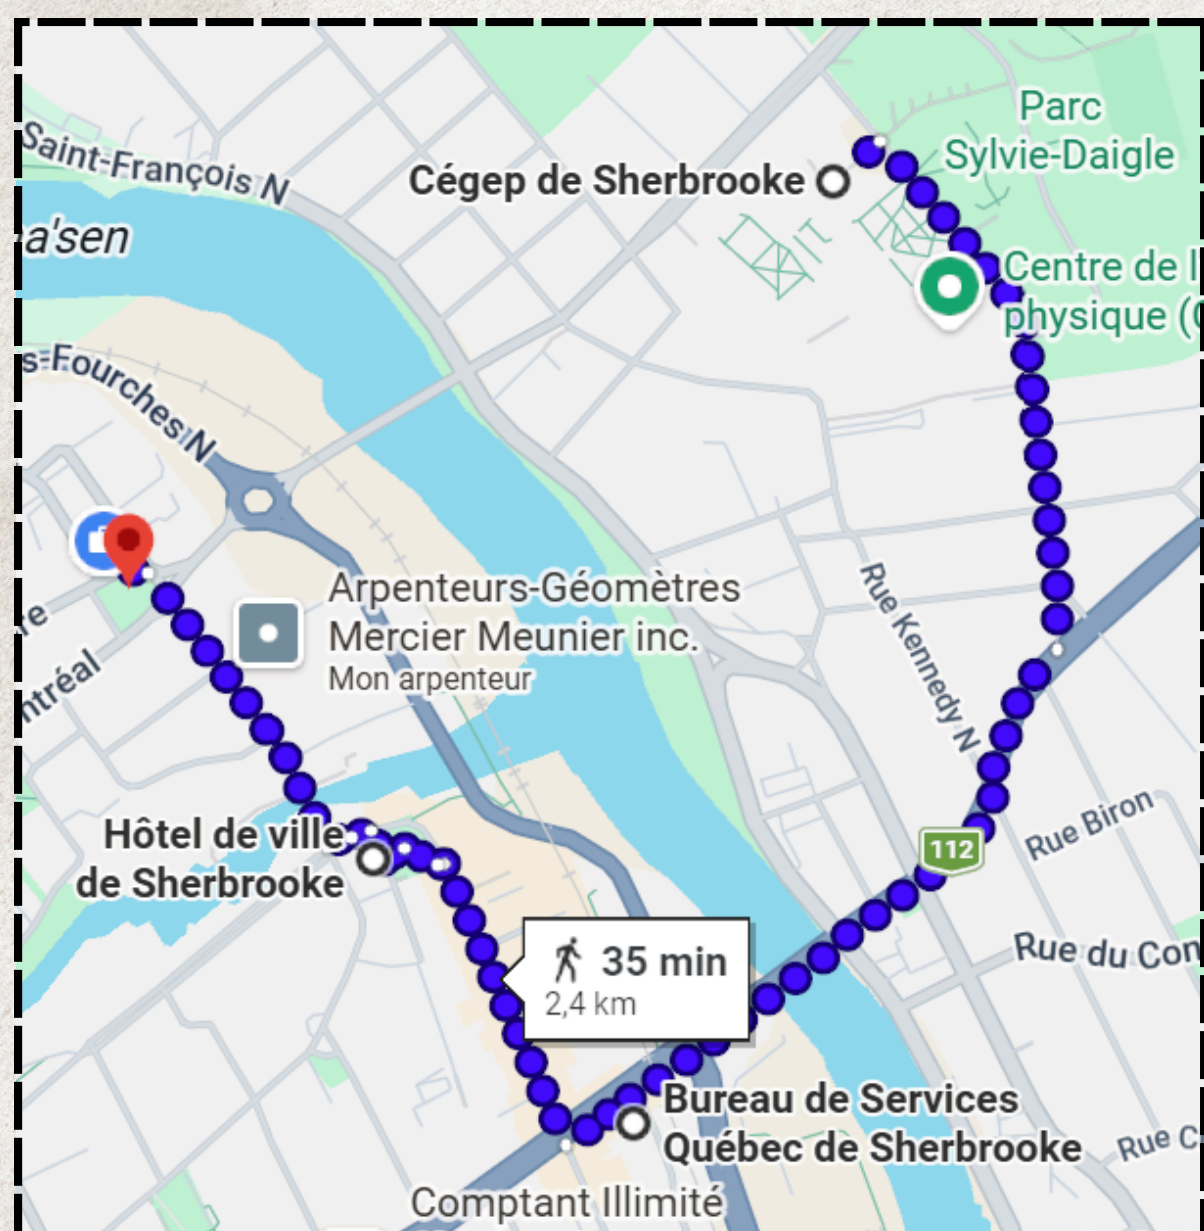 Parc
Sylvie-Daigle
Saint-François N
Cégep de Sherbrooke
a'sen
Centre de l
physique (
s-Fourches N
Arpenteurs-Géomètres
Mercier Meunier inc.
Mon arpenteur
Rue Kennedy N
ntréal
Hôtel de ville
de Sherbrooke
112
Rue Biron
35 min
2,4 km
Rue du Con
Bureau de Services
Québec de Sherbrooke
Rue C
Comptant Illimité